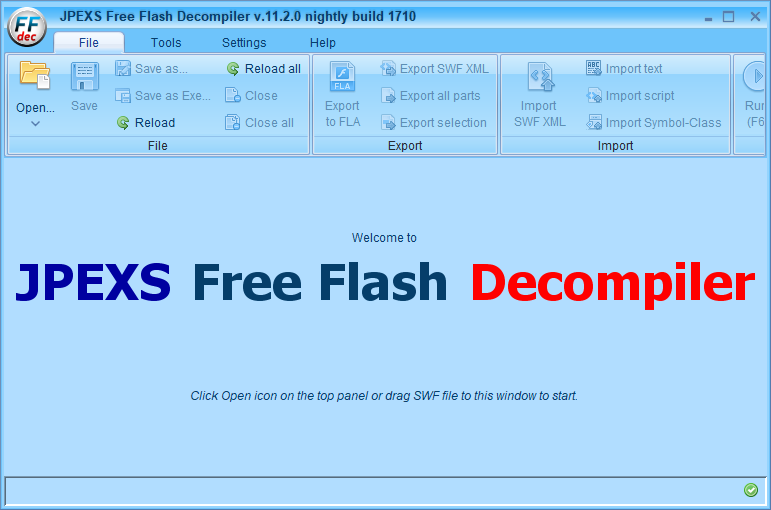 FF
dec
JPEXS Free Flash Decompiler v.11.2.0 nightly build 1710
File Tools Settings Help
Open...
Save
Save as...
Save as Exe...
Reload
Reload all
Close
Close all
File
FLA
Export
to FLA
Export SWF XML
Export all parts
Export selection
Export
Import
SWF XML
ABC
Import text
Import script
Import Symbol-Class
Import
Run
(F6
Welcome to
JPEXS Free Flash Decompiler
Click Open icon on the top panel or drag SWF file to this window to start.